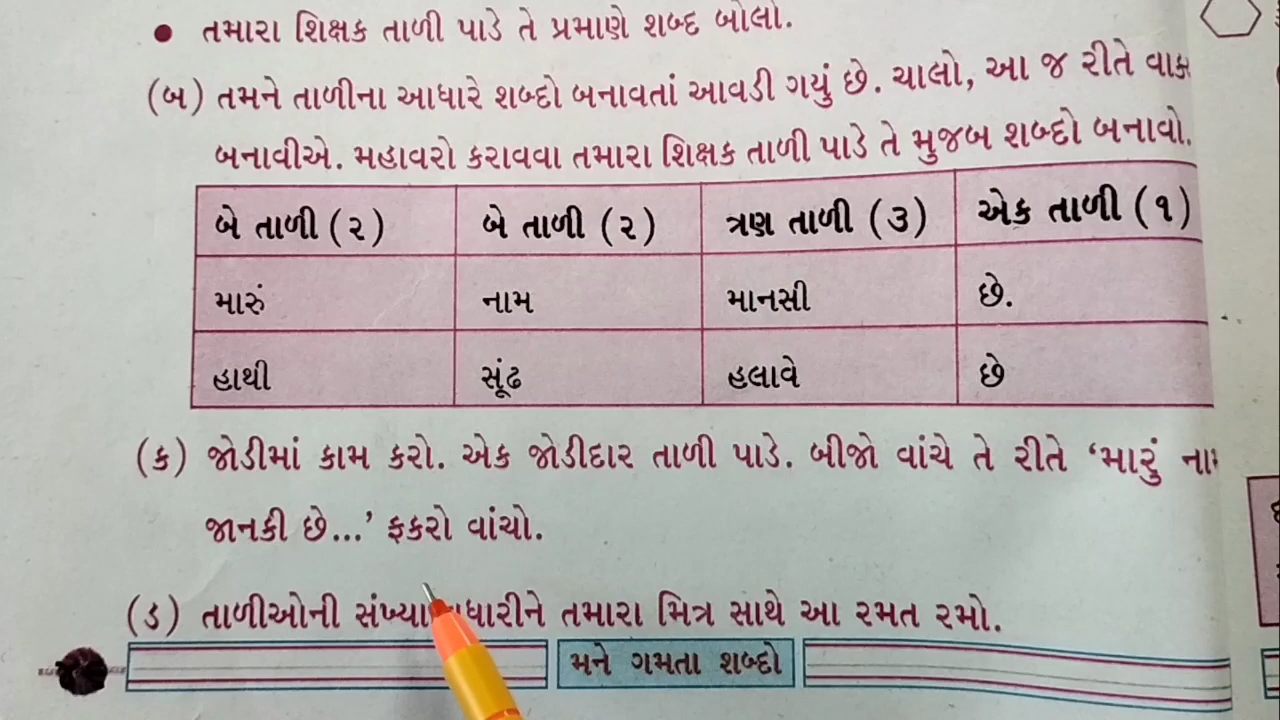 • તમારા શિક્ષક તાળી પાડે તે પ્રમાણે શબ્દ બોલો.
(બ) તમને તાળીના આધારે શબ્દો બનાવતાં આવડી ગયું છે. ચાલો, આ જ રીતે
બનાવીએ. મહાવરો કરાવવા તમારા શિક્ષક તાળી પાડે તે મુજબ શબ્દો બનાવો.
બે તાળી (૨) બે તાળી (૨) ત્રણ તાળી (૩) એક તાળી (૧)
મારું નામ માનસી છે.
હાથી સૂંઢ હલાવે છે
(ક) જોડીમાં કામ કરો. એક જોડીદાર તાળી પાડે. બીજો વાંચે તે રીતે ‘મારું
જાનકી છે...’ ફકરો વાંચો.
(ડ) તાળીઓની તમારા મિત્ર સાથે આ રમત રમો.
મને ગમતા શબ્દો